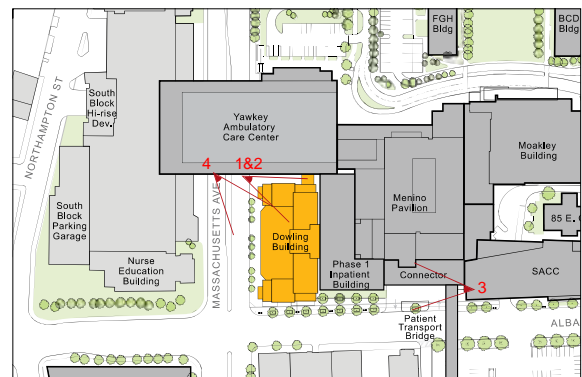 FGH
Bldg
BCD
Bldg
NORTHAMPTON ST
South
Block
Hi-rise
Dev.
Yawkey
Ambulatory
Care Center
Moakley
Building
4
1&2
MASSACHUSETTS AVE
Menino
Pavilion
South
Block
Parking
Garage
Dowling
Building
85 E.
Nurse
Education
Building
Phase 1
Inpatient
Building
Connector
SACC
3
Patient
Transport
Bridge
ALBA